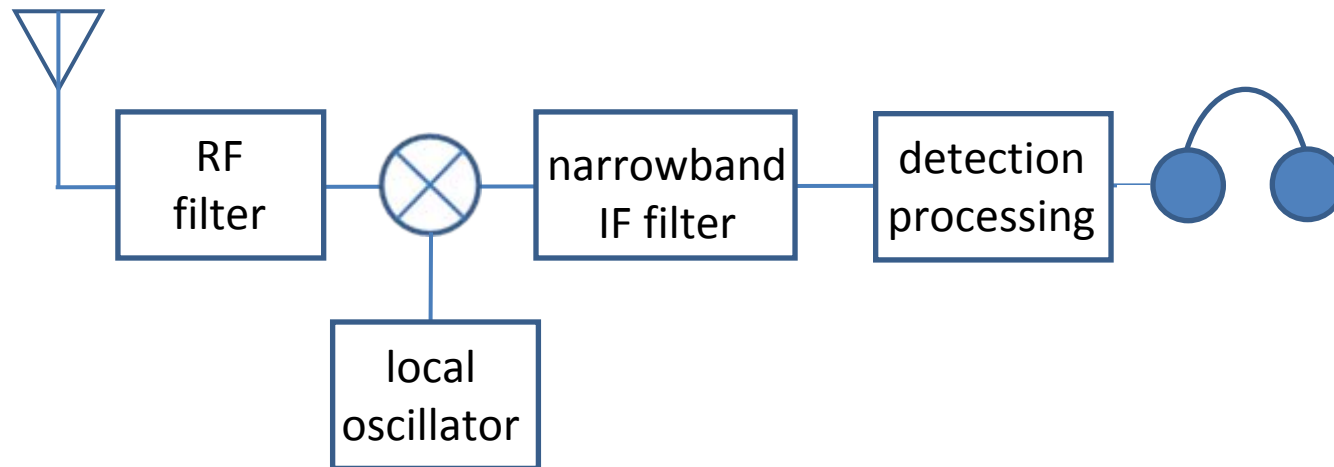 RF
filter
narrowband
IF filter
detection
processing
local
oscillator